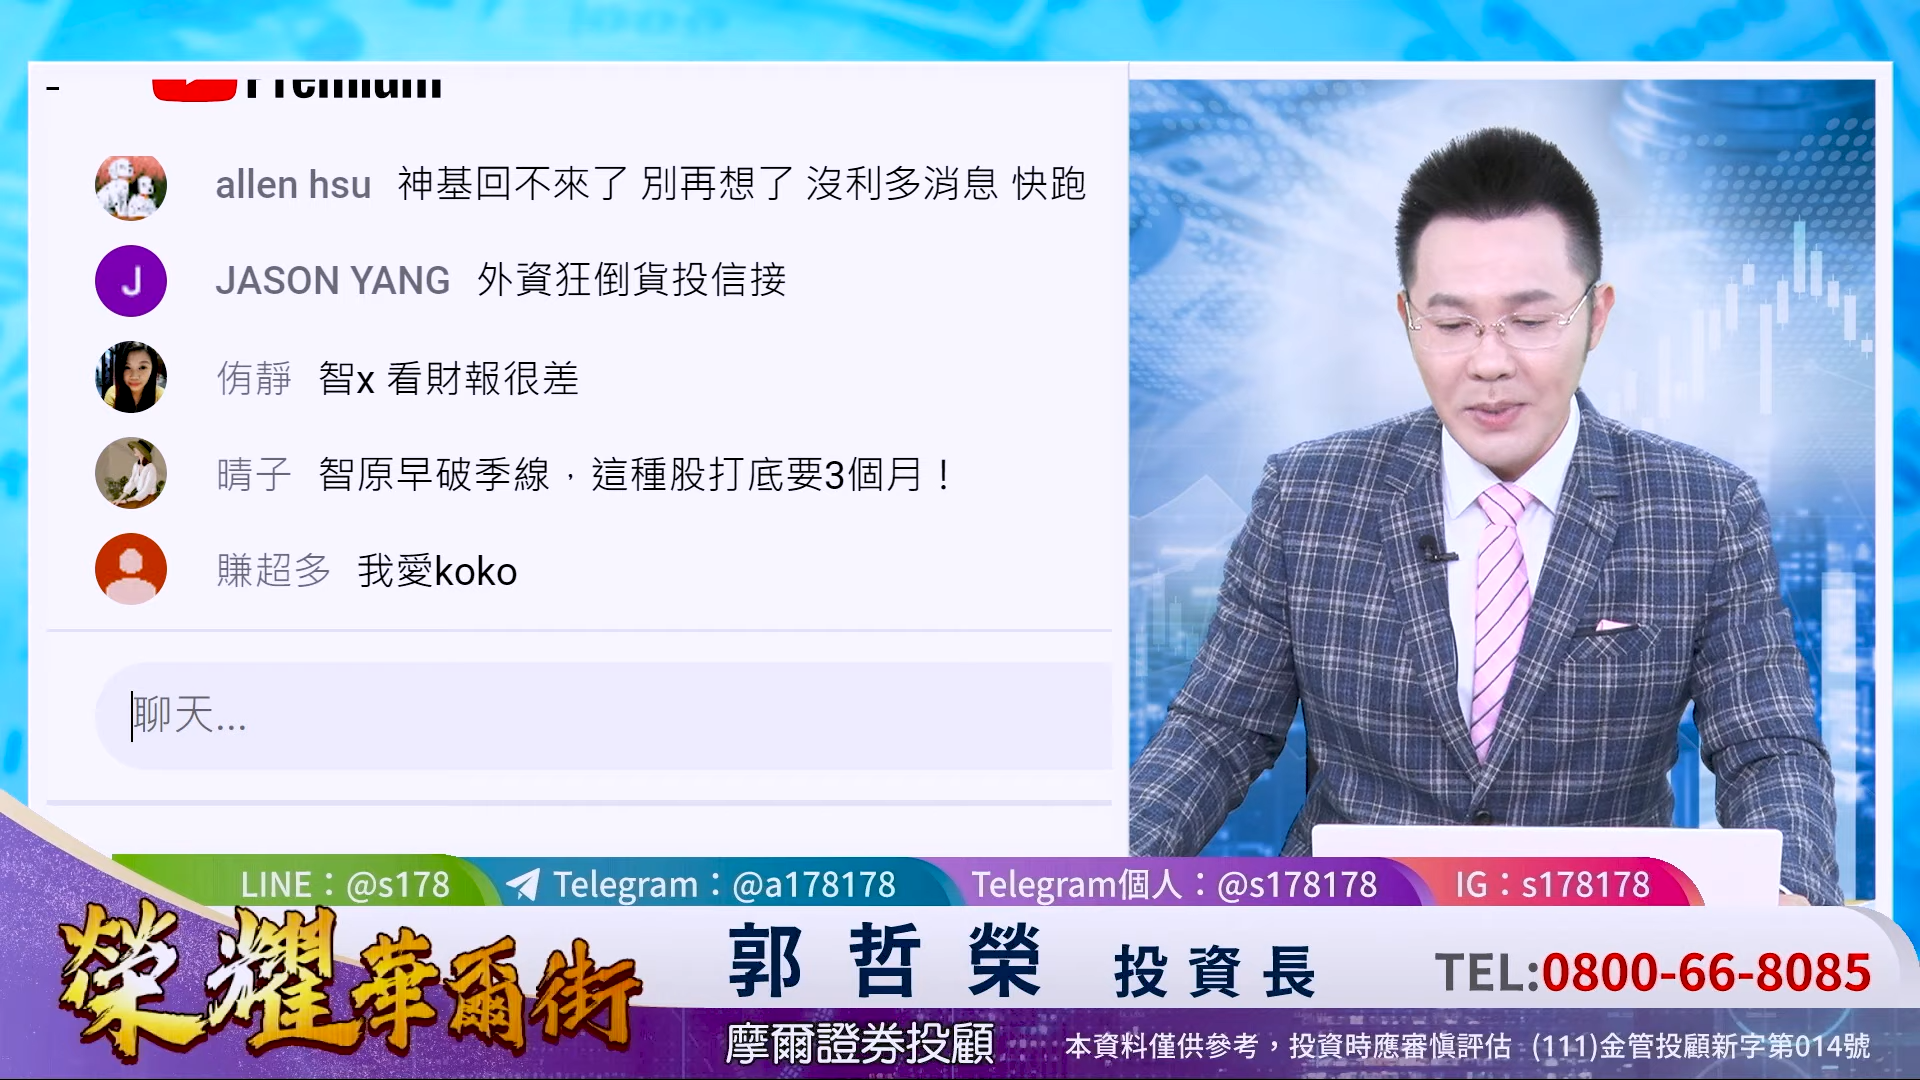 Premium
allen hsu 神基回不來了 別再想了 沒利多消息 快跑
J JASON YANG 外資狂倒貨投信接
侑靜 智x 看財報很差
晴子 智原早破季線，這種股打底要3個月！
賺超多 我愛koko
聊天...
LINE：@s178 Telegram：@a178178 Telegram個人：@s178178 IG：s178178
榮耀華爾街
郭哲榮 投資長 TEL:0800-66-8085
摩爾證券投顧 本資料僅供參考，投資時應審慎評估 (111)金管投顧新字第014號